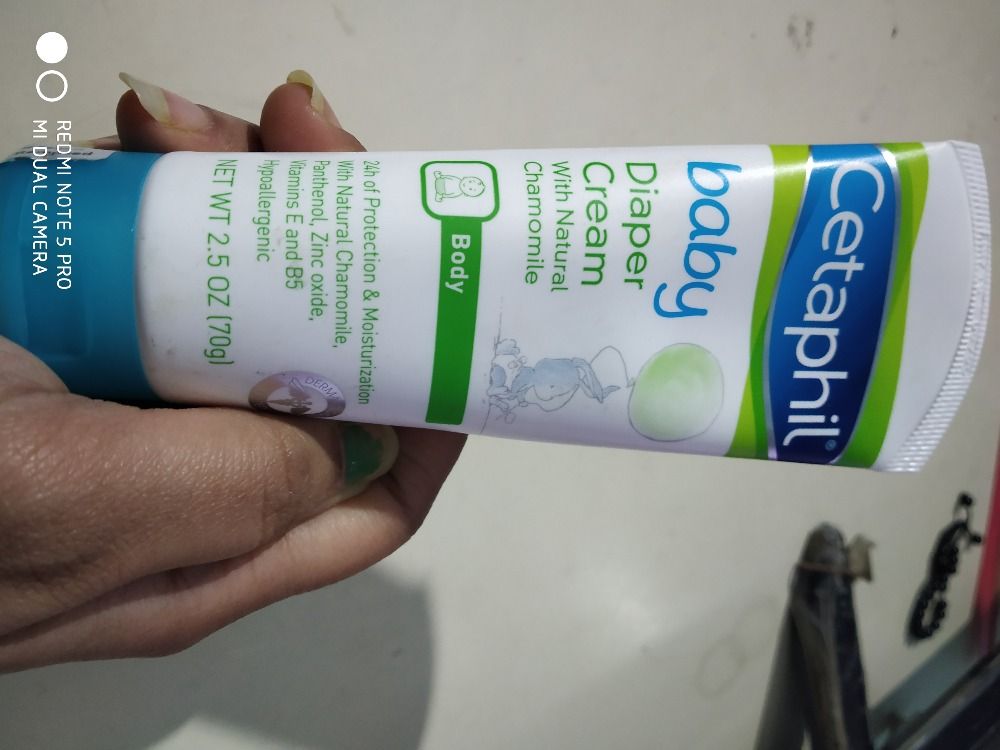 Cetaphil®
baby
Diaper
Cream
With Natural
Chamomile
Body
24h of Protection & Moisturization
With Natural Chamomile,
Panthenol, Zinc oxide,
Vitamins E and B5
Hypoallergenic
NET WT 2.5 OZ (70g)
REDMI NOTE 5 PRO
MI DUAL CAMERA